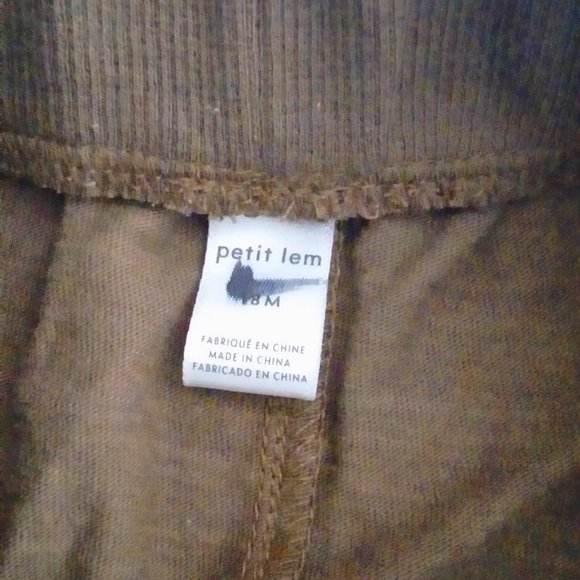 petit lem
18M
FABRIQUÉ EN CHINE
MADE IN CHINA
FABRICADO EN CHINA